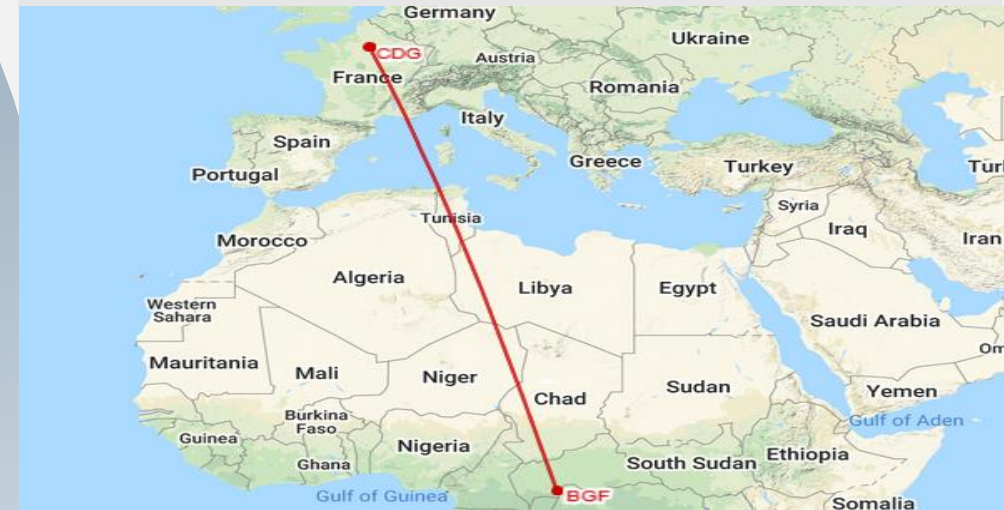 Germany
Ukraine
CDG
Austria
France
Romania
Italy
Spain
Greece
Turkey
Portugal
Syria
Tunisia
Iraq
Morocco
Iran
Algeria
Libya
Egypt
Western
Sahara
Saudi Arabia
Mauritania
Mali
Niger
Chad
Sudan
Yemen
Burkina
Faso
Gulf of Aden
Guinea
Nigeria
Ethiopia
Ghana
South Sudan
Gulf of Guinea
BGF
Somalia